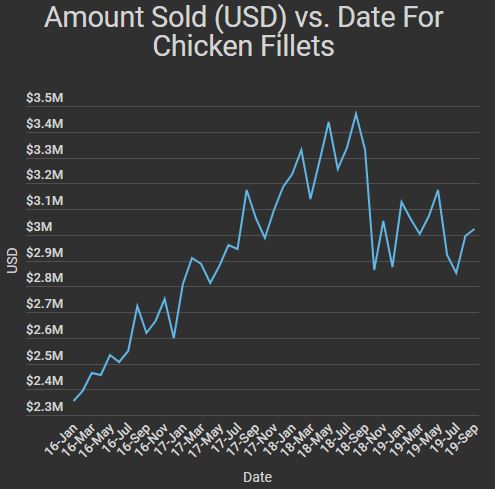 Amount Sold (USD) vs. Date For
Chicken Fillets
$3.5M
$3.4M
$3.3M
$3.2M
$3.1M
$3M
$2.9M
$2.8M
$2.7M
$2.6M
$2.5M
$2.4M
$2.3M
USD
16-Jan
16-Mar
16-May
16-Jul
16-Sep
16-Nov
17-Jan
17-Mar
17-May
17-Jul
17-Sep
17-Nov
18-Jan
18-Mar
18-May
18-Jul
18-Sep
18-Nov
19-Jan
19-Mar
19-May
19-Jul
19-Sep
Date